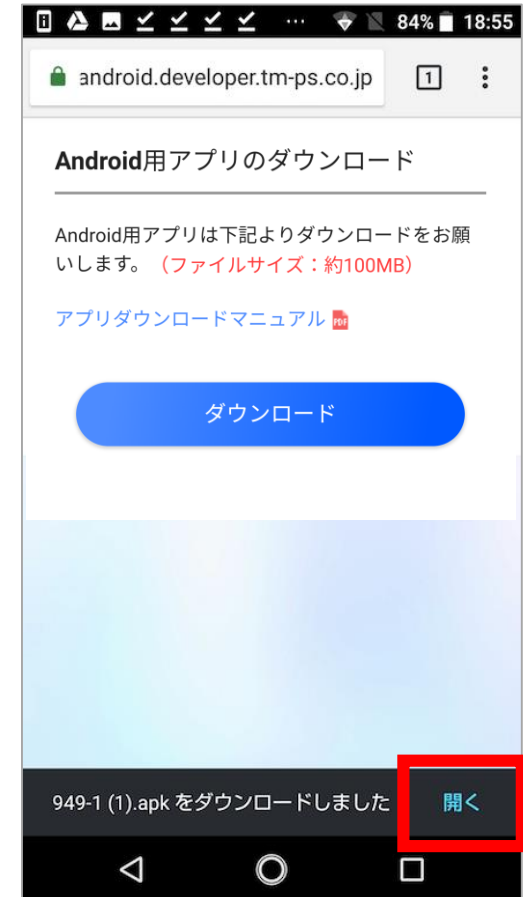 84% 18:55
android.developer.tm-ps.co.jp 1
Android用アプリのダウンロード
Android用アプリは下記よりダウンロードをお願
いします。（ファイルサイズ：約100MB）
アプリダウンロードマニュアル PDF
ダウンロード
949-1 (1).apk をダウンロードしました 開く